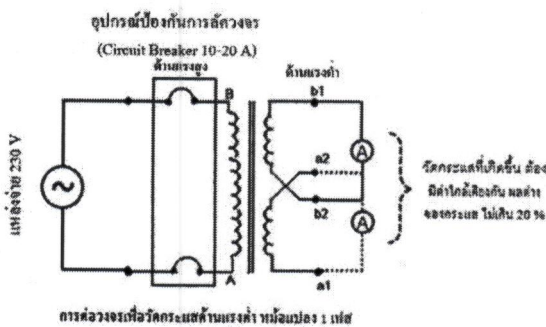 อุปกรณ์ป้องกันการลัดวงจร
(Circuit Breaker 10-20 A)
ด้านแรงสูง
ด้านแรงต่ำ
B
b1
A
แหล่งจ่าย 230 V
a2
b2
A
วัดกระแสที่เกิดขึ้น ต้อง
มีค่าใกล้เคียงกัน ผลต่าง
ของกระแส ไม่เกิน 20 %
A
a1
การต่อวงจรเพื่อวัดกระแสด้านแรงต่ำ หม้อแปลง 1 เฟส